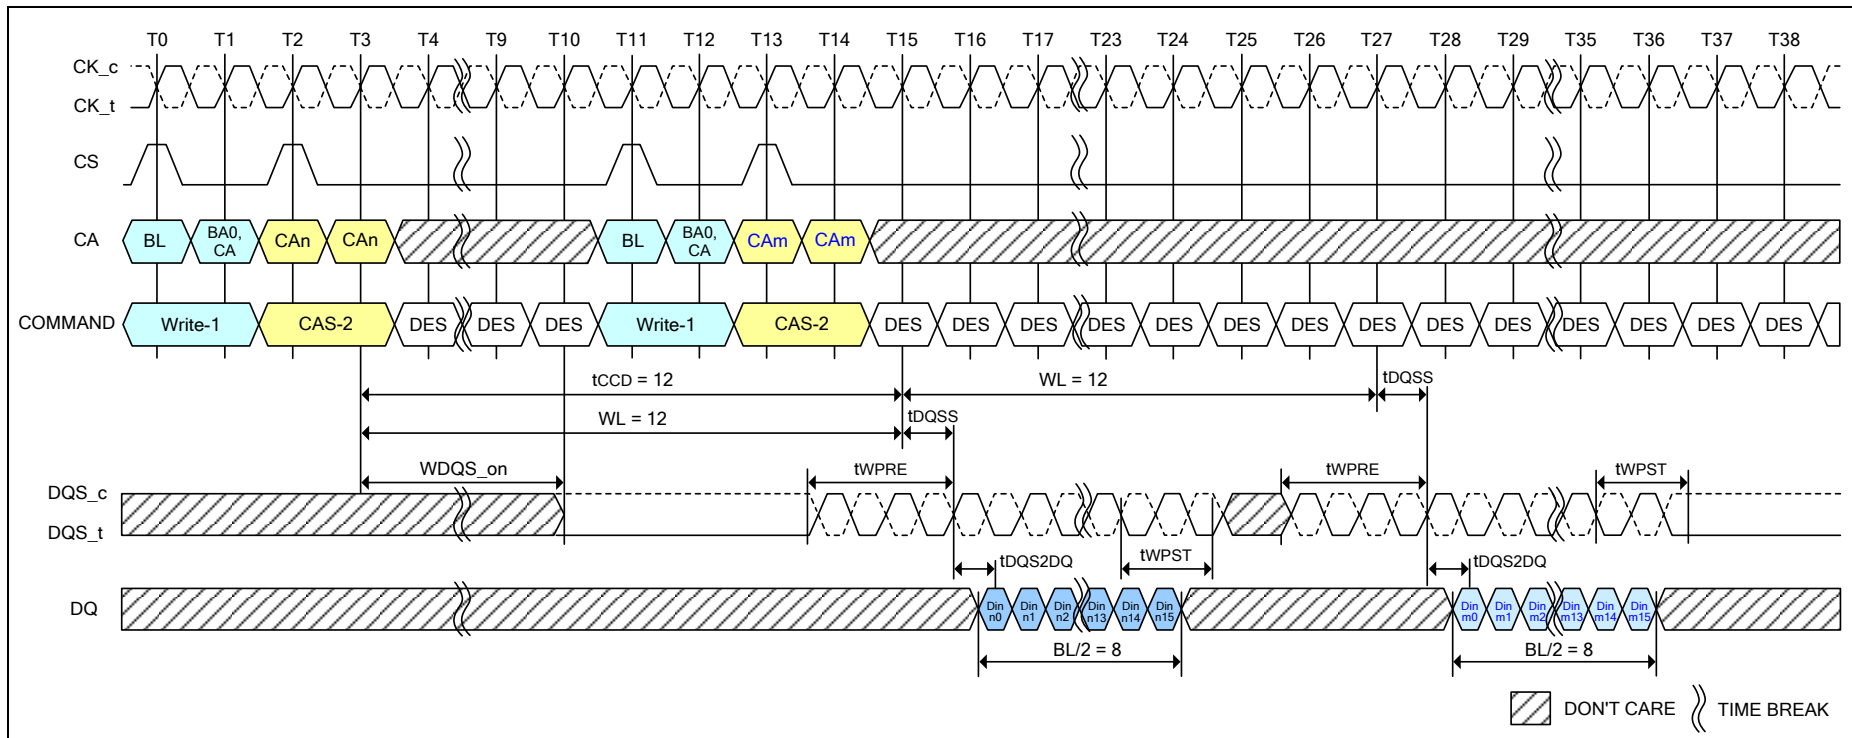 T0 T1 T2 T3 T4 T9 T10 T11 T12 T13 T14 T15 T16 T17 T23 T24 T25 T26 T27 T28 T29 T35 T36 T37 T38
CK_c
CK_t
CS
CA BL BA0, CA CAn CAn BL BA0, CA CAm CAm
COMMAND Write-1 CAS-2 DES DES DES Write-1 CAS-2 DES DES DES DES DES DES DES DES DES DES DES DES DES DES
tCCD = 12 WL = 12 tDQSS
WL = 12 tDQSS
WDQS_on tWPRE tWPRE tWPST
DQS_c
DQS_t
tDQS2DQ tWPST tDQS2DQ
DQ Din n0 Din n1 Din n2 Din n13 Din n14 Din n15 Din m0 Din m1 Din m2 Din m13 Din m14 Din m15
BL/2 = 8 BL/2 = 8
DON'T CARE TIME BREAK